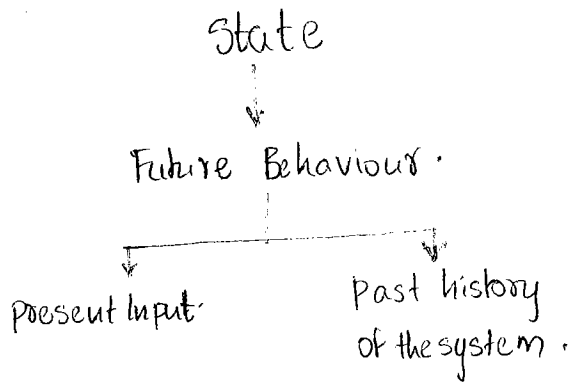 State
Future Behaviour.
present Input.
Past history
of the system.